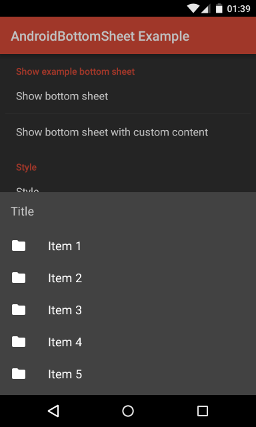 01:39
AndroidBottomSheet Example
Show example bottom sheet
Show bottom sheet
Show bottom sheet with custom content
Style
Style
Title
Item 1
Item 2
Item 3
Item 4
Item 5